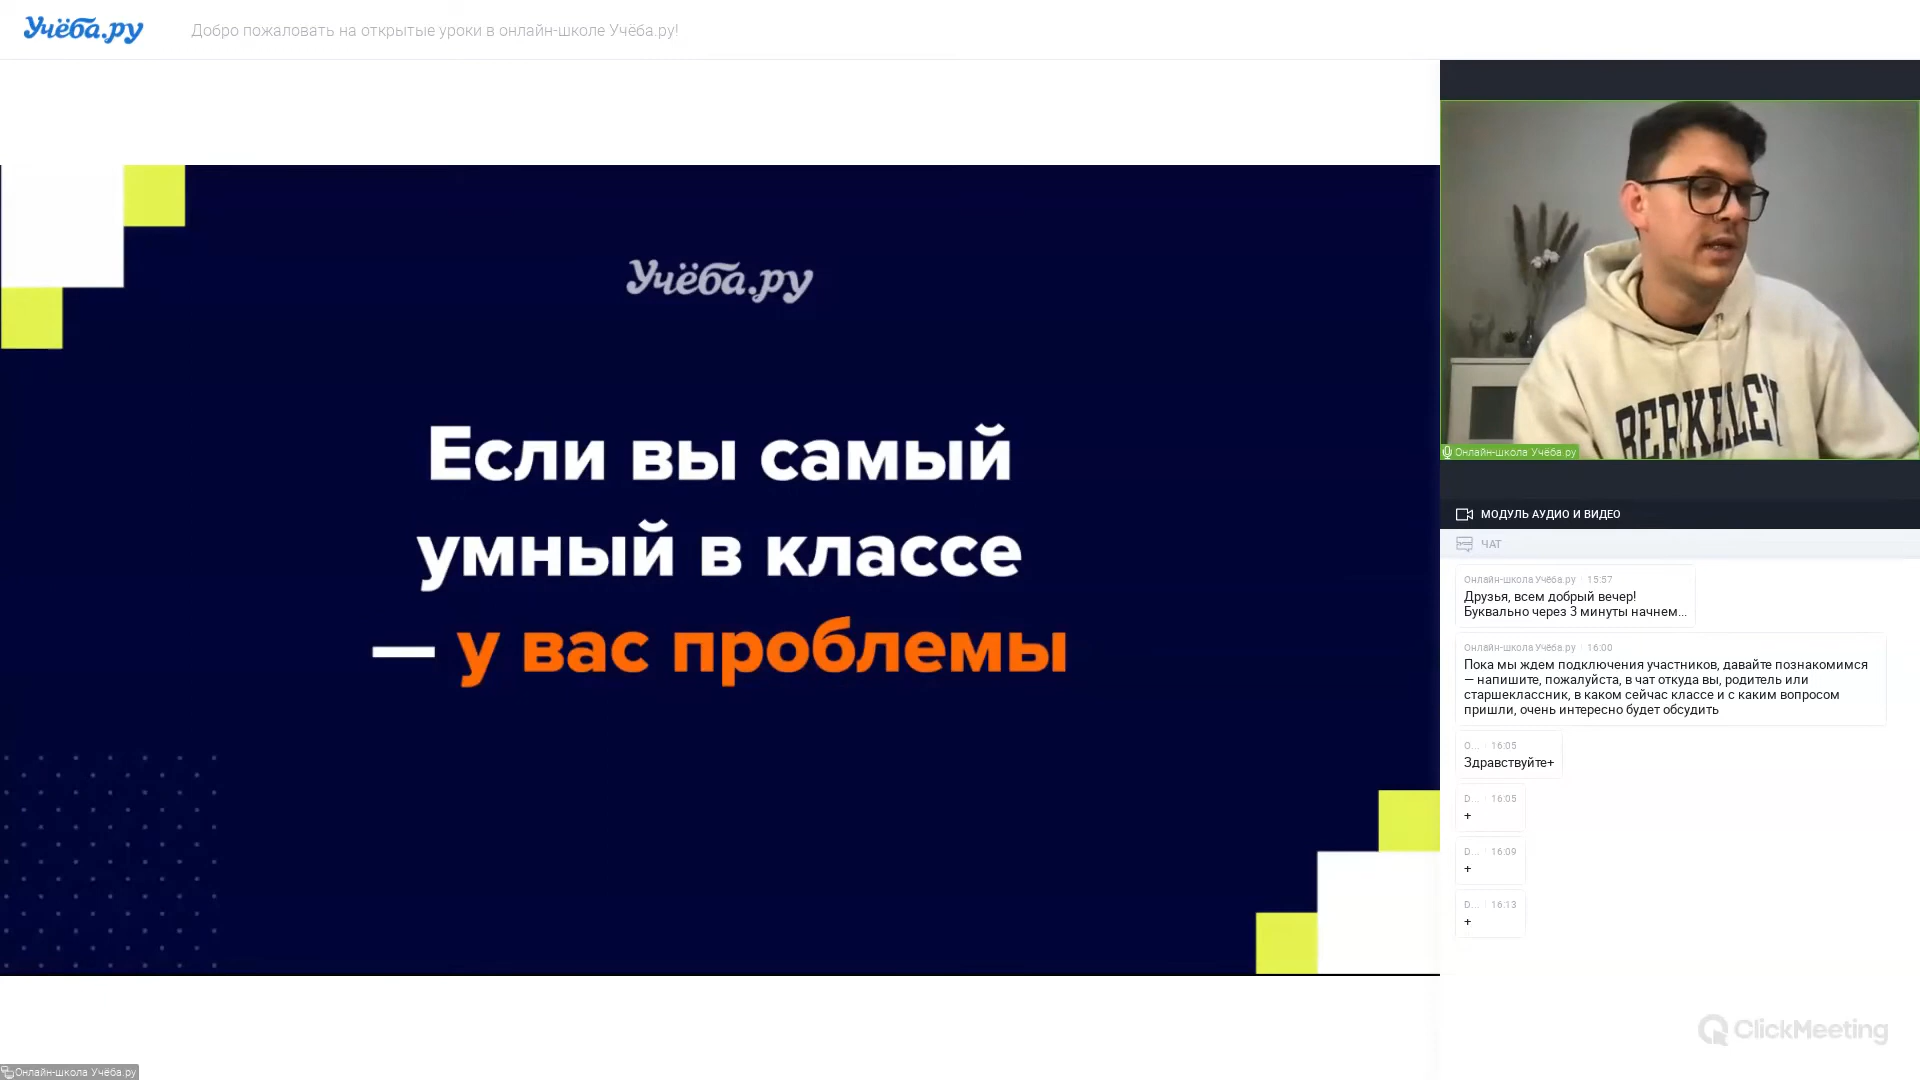 Учёба.ру
Добро пожаловать на открытые уроки в онлайн-школе Учёба.ру!
Учёба.ру
Если вы самый
умный в классе
— у вас проблемы
BERKELEY
Онлайн-школа Учёба.ру
МОДУЛЬ АУДИО И ВИДЕО
ЧАТ
Онлайн-школа Учёба.ру 15:57
Друзья, всем добрый вечер!
Буквально через 3 минуты начнем...
Онлайн-школа Учёба.ру 16:00
Пока мы ждем подключения участников, давайте познакомимся
— напишите, пожалуйста, в чат откуда вы, родитель или
старшеклассник, в каком сейчас классе и с каким вопросом
пришли, очень интересно будет обсудить
О... 16:05
Здравствуйте+
D... 16:05
+
D... 16:09
+
D... 16:13
+
ClickMeeting
Онлайн-школа Учёба.ру